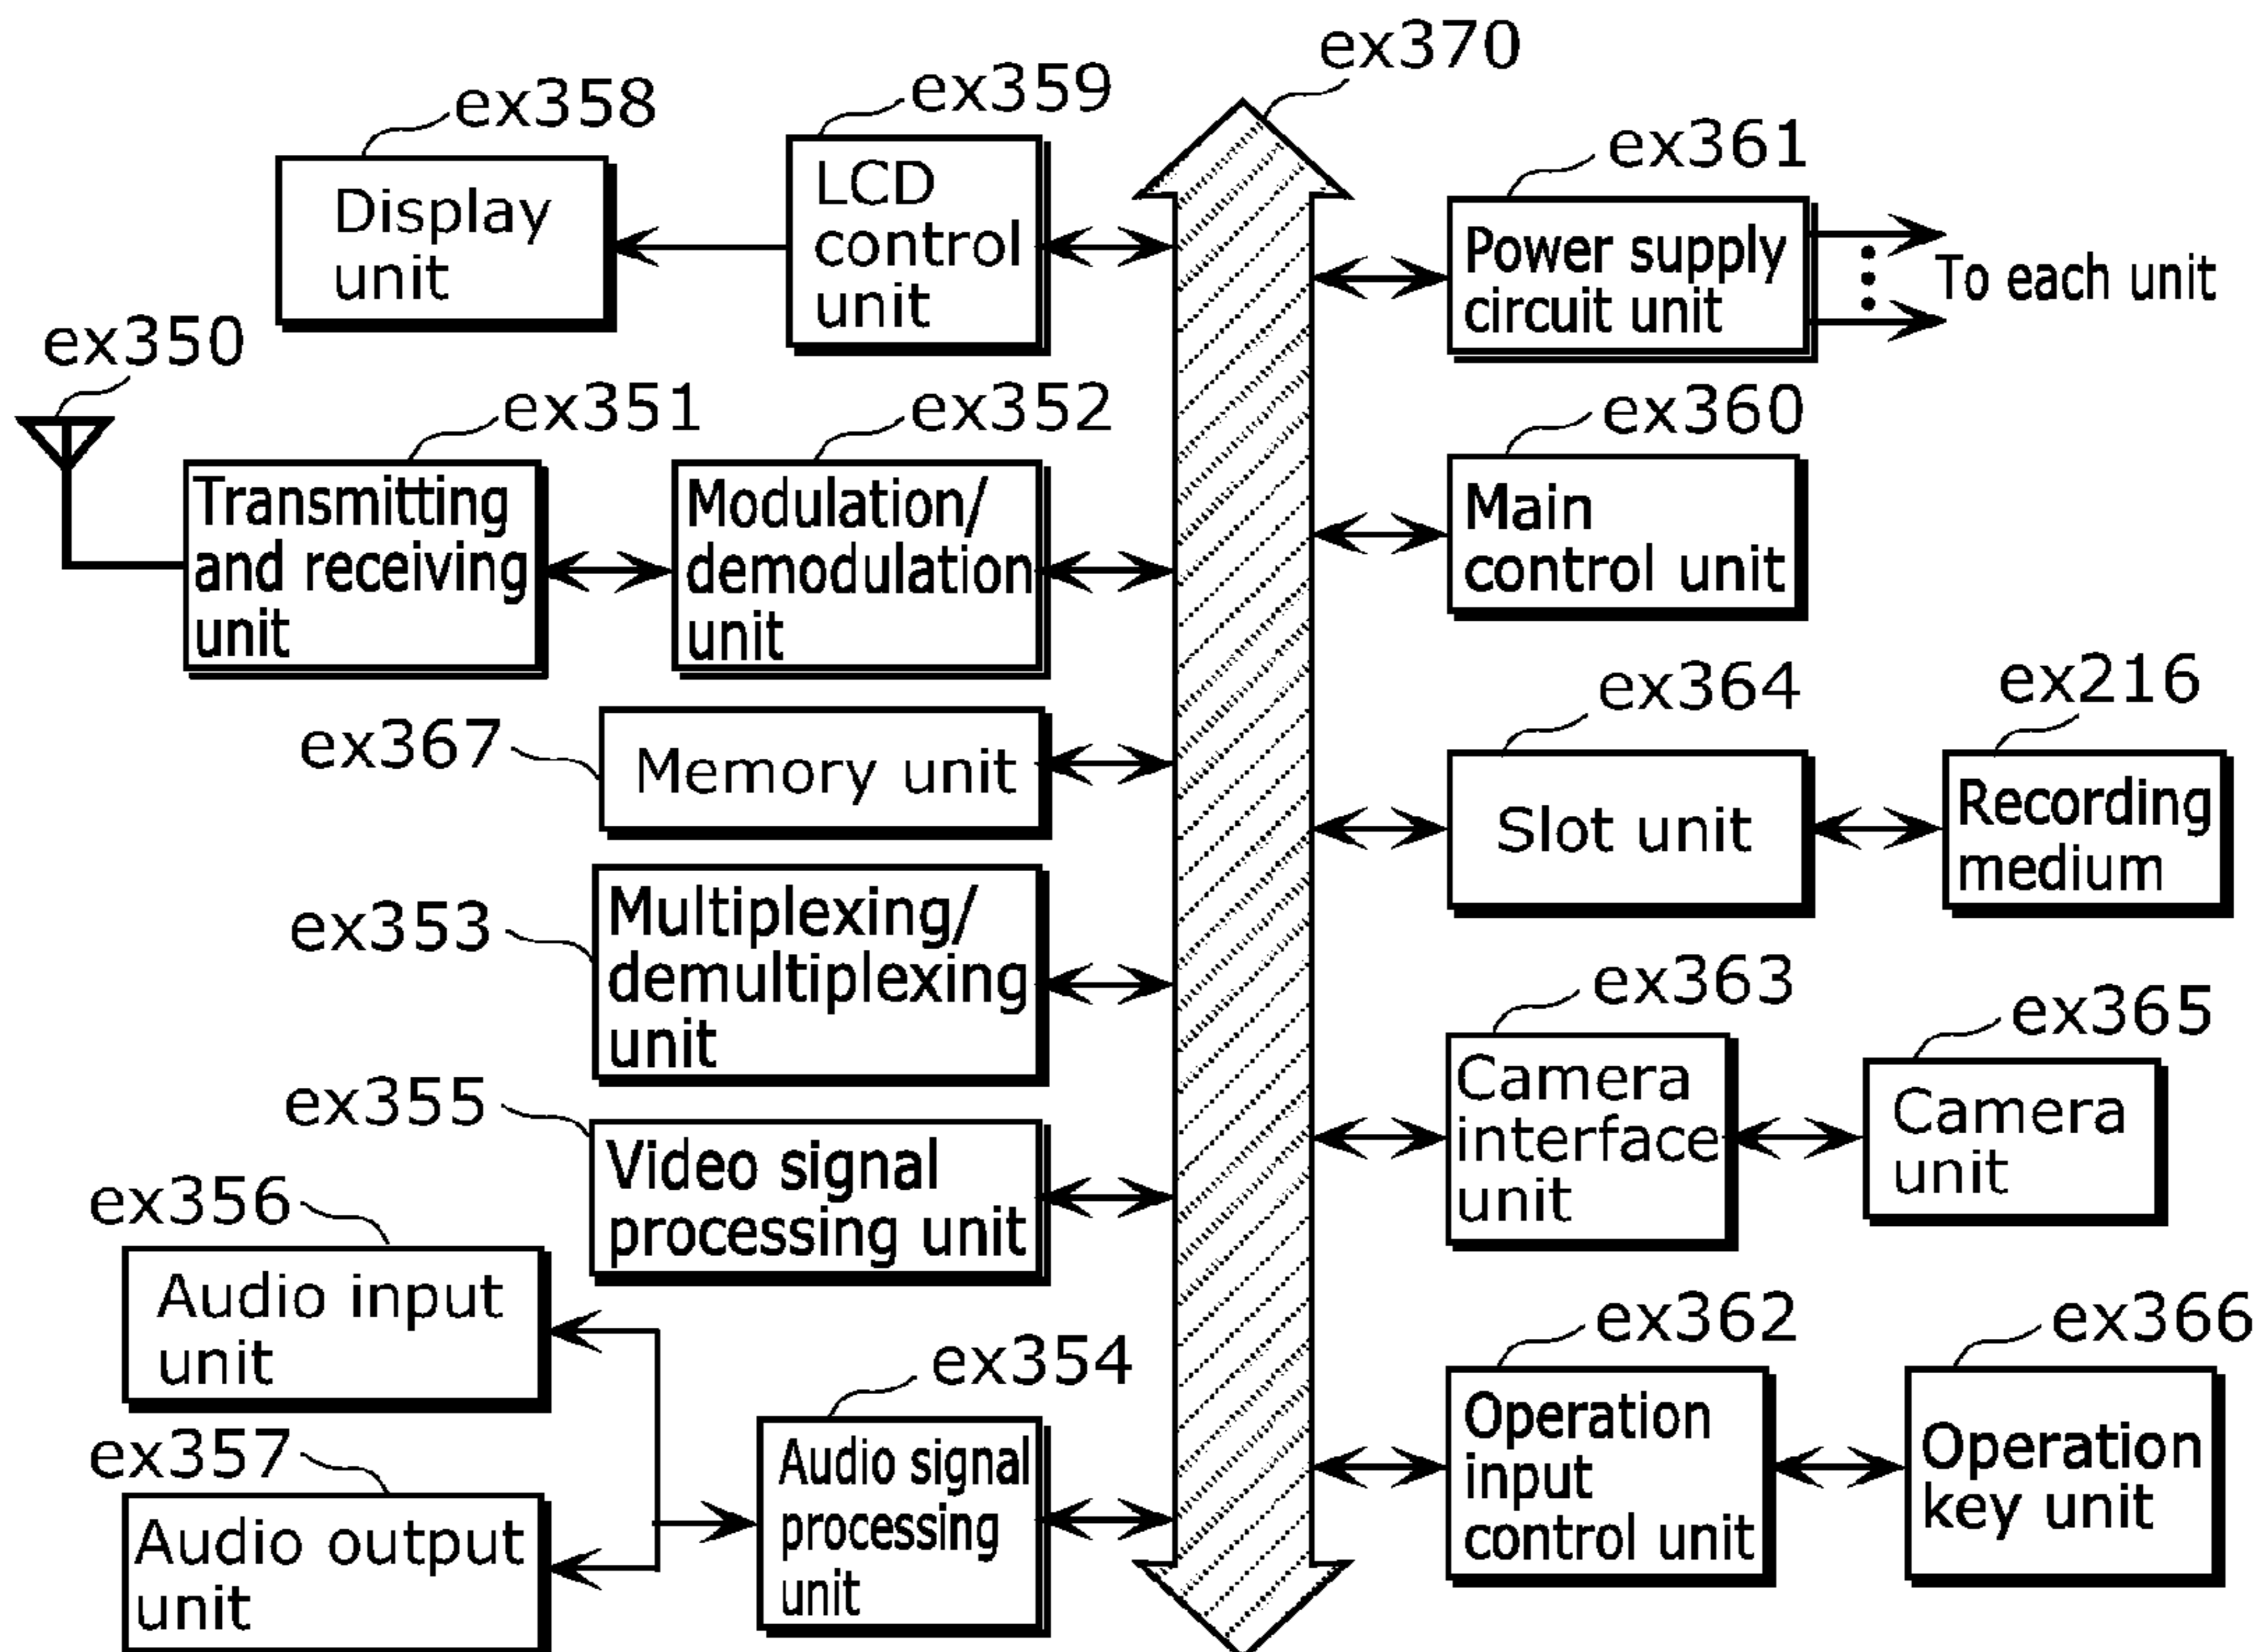 ex370
ex358
ex359
ex361
Display
unit
LCD
control
unit
Power supply
circuit unit
To each unit
ex350
ex351
ex352
ex360
Transmitting
and receiving
unit
Modulation/
demodulation
unit
Main
control unit
ex367
Memory unit
ex364
ex216
Slot unit
Recording
medium
ex353
Multiplexing/
demultiplexing
unit
ex363
ex365
Camera
interface
unit
Camera
unit
ex355
Video signal
processing unit
ex356
Audio input
unit
ex354
ex362
ex366
ex357
Audio output
unit
Audio signal
processing
unit
Operation
input
control unit
Operation
key unit